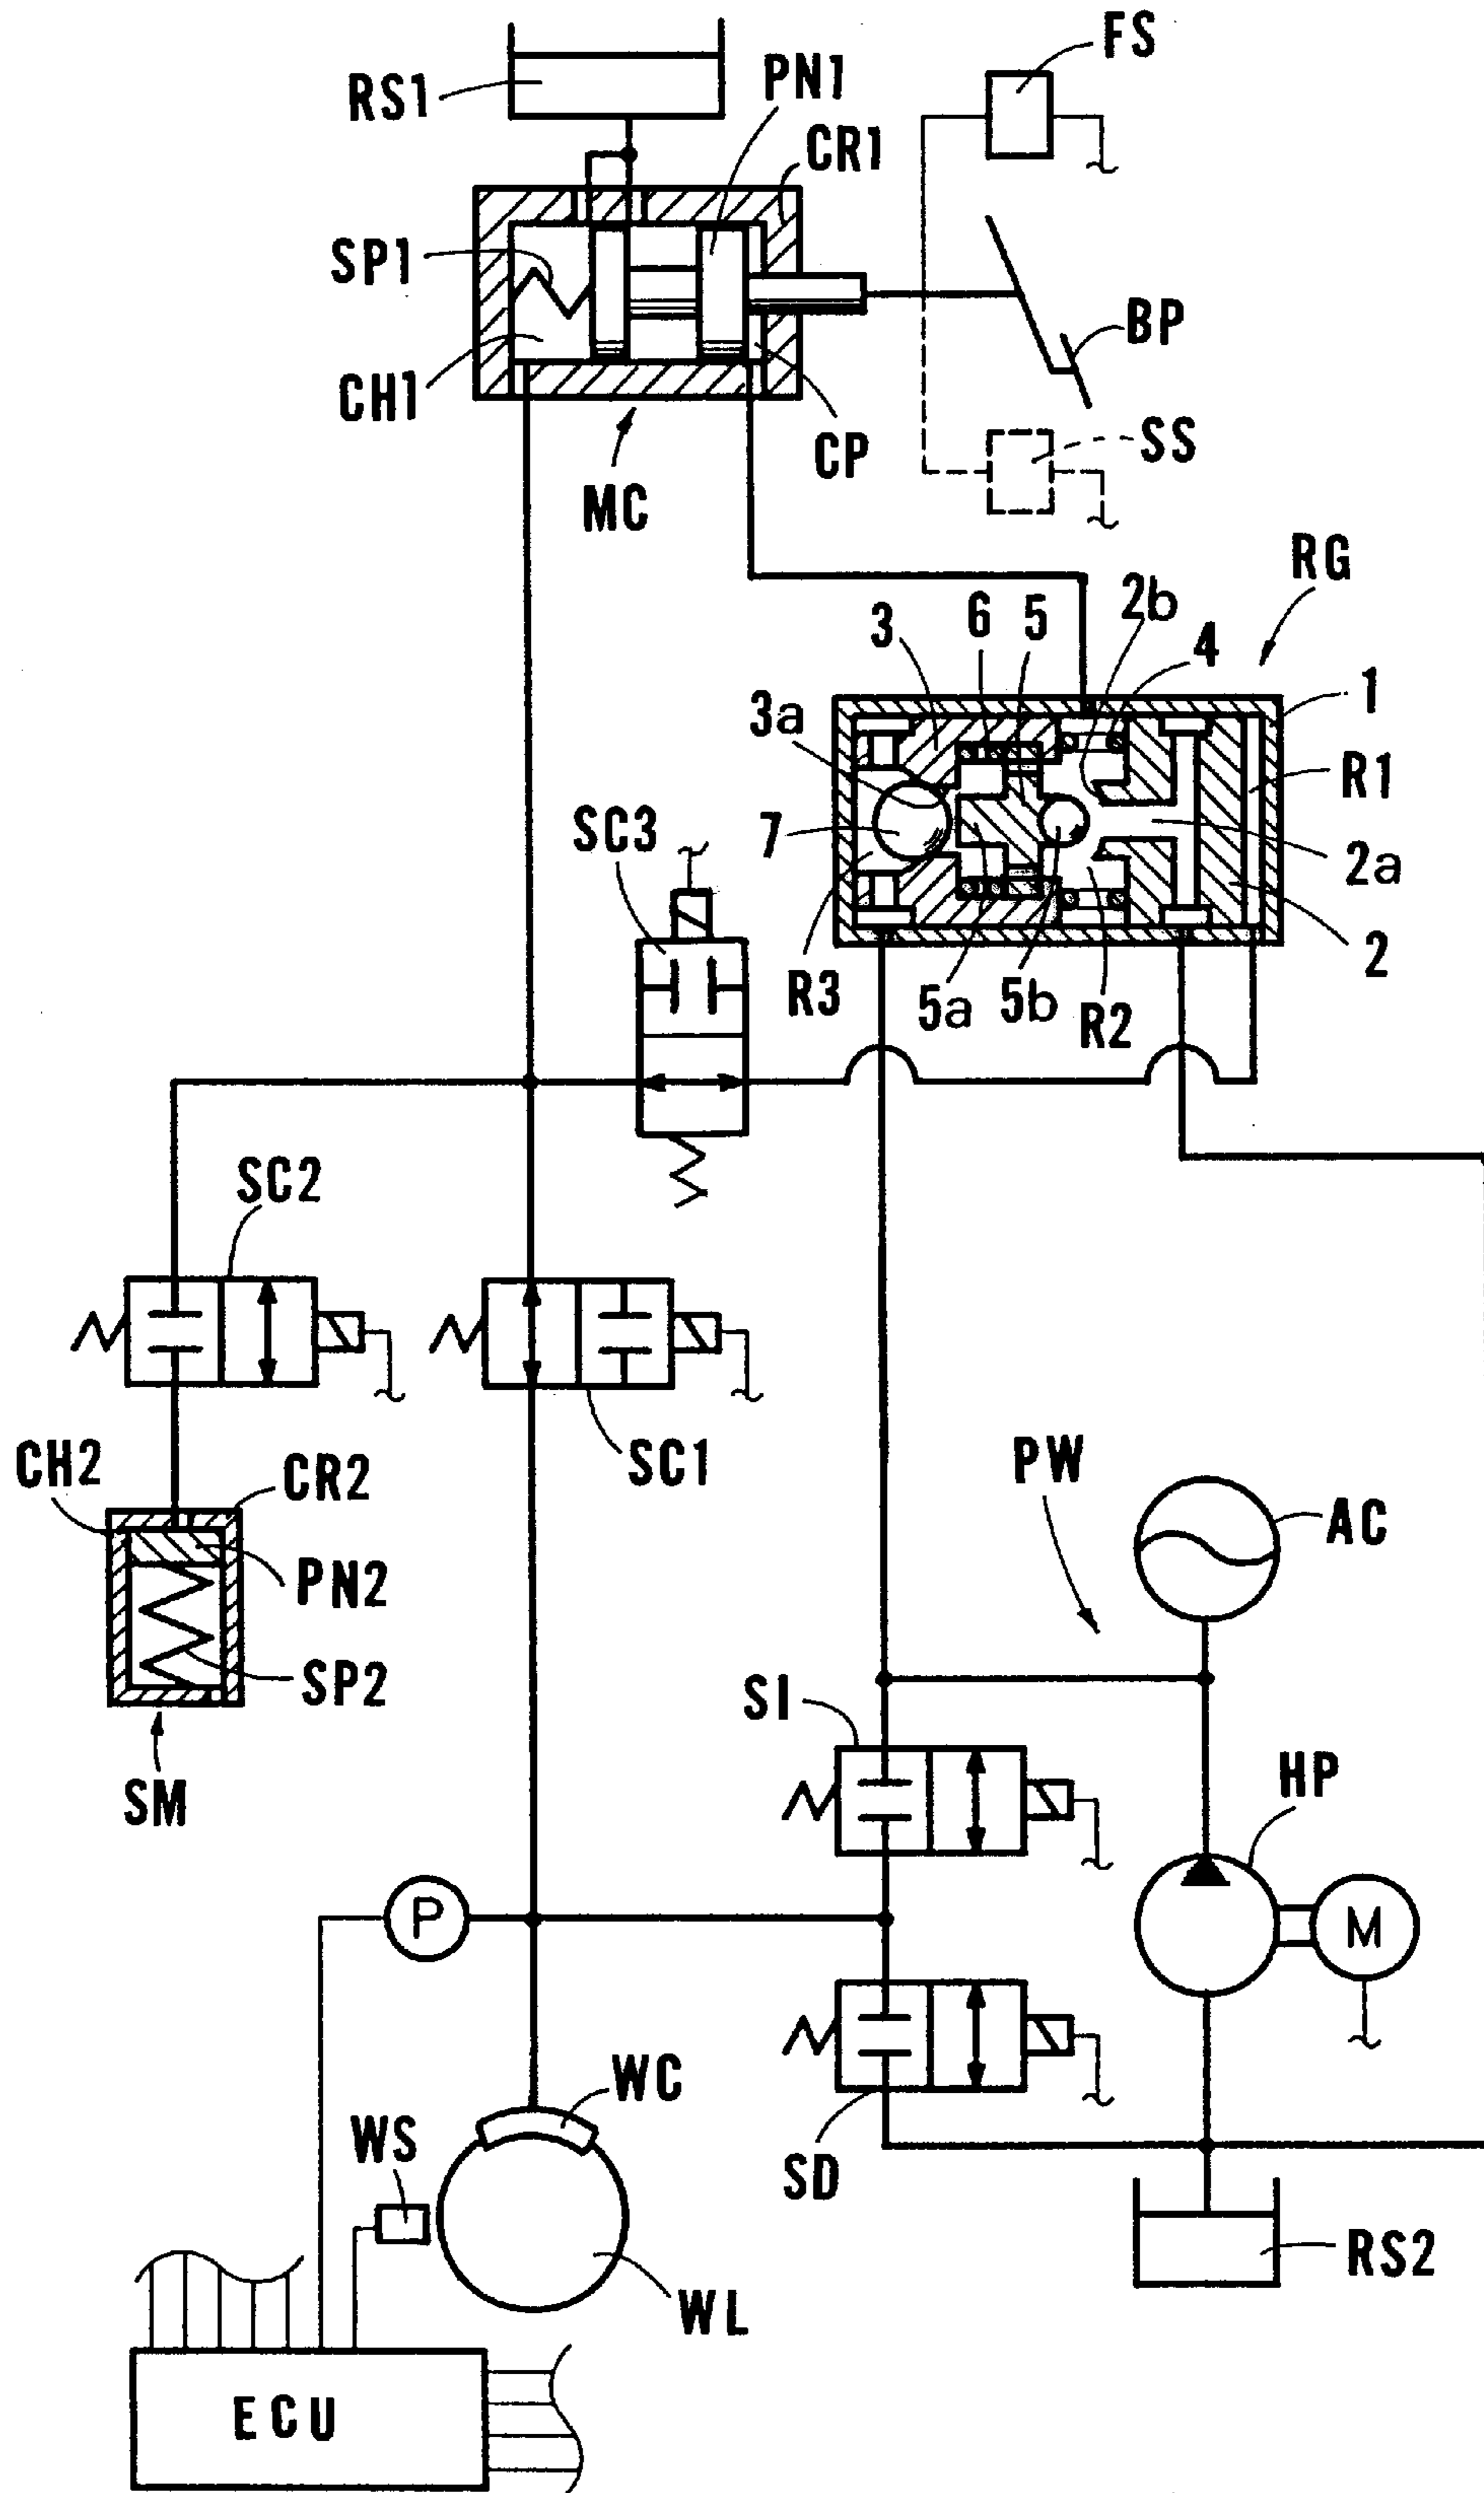 FS
RS1
PN1
CR1
SP1
BP
CH1
CP
SS
MC
RG
3
6
5
2b
4
1
3a
R1
SC3
7
2a
2
R3
5a
5b
R2
SC2
SC1
PW
CH2
CR2
AC
PN2
SP2
SI
HP
SM
P
M
WC
WS
SD
RS2
WL
ECU